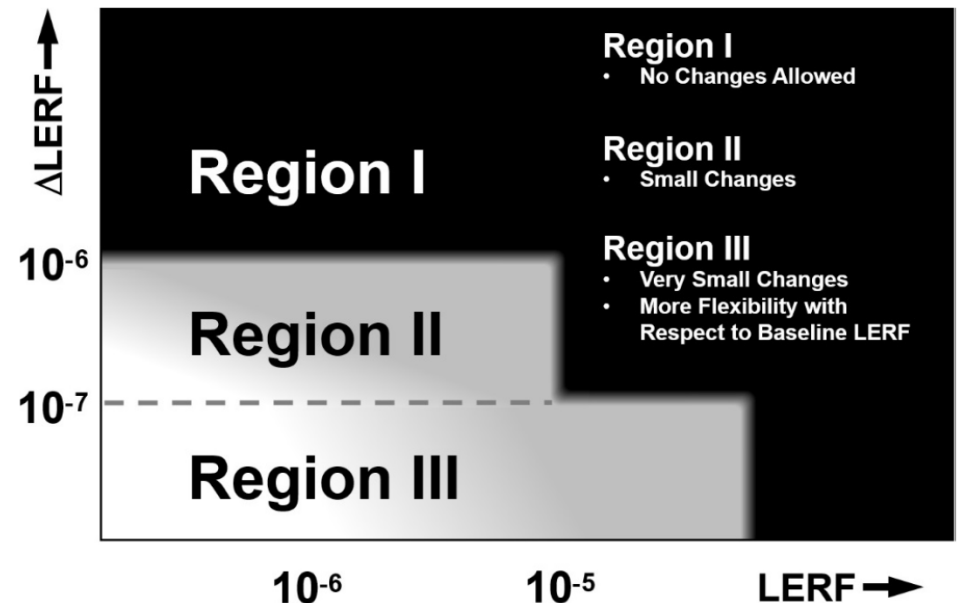 ΔLERF
Region I
• No Changes Allowed
Region II
• Small Changes
Region III
• Very Small Changes
• More Flexibility with
Respect to Baseline LERF
Region I
10-6
Region II
10-7
Region III
10-6
10-5
LERF